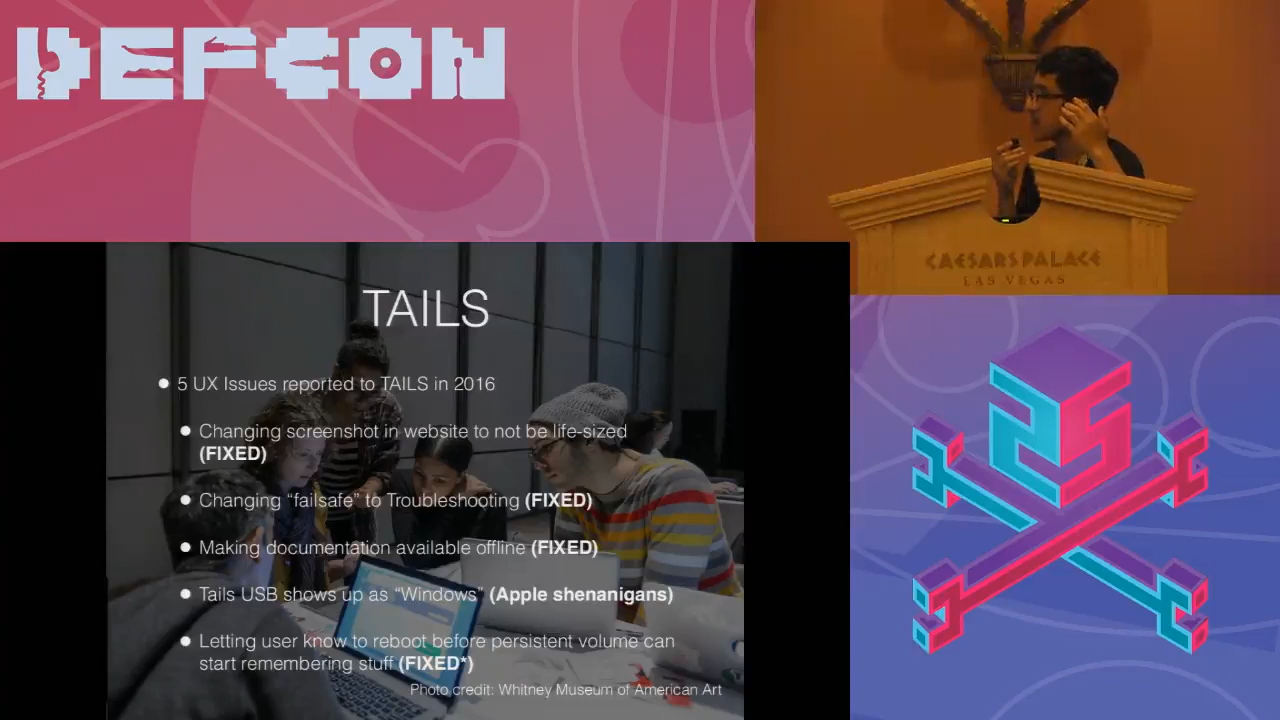 DEFCON
CAESARS PALACE
LAS VEGAS
TAILS
5 UX Issues reported to TAILS in 2016
Changing screenshot in website to not be life-sized
(FIXED)
Changing “failsafe” to Troubleshooting (FIXED)
Making documentation available offline (FIXED)
Tails USB shows up as “Windows” (Apple shenanigans)
Letting user know to reboot before persistent volume can
start remembering stuff (FIXED*)
Photo credit: Whitney Museum of American Art
25